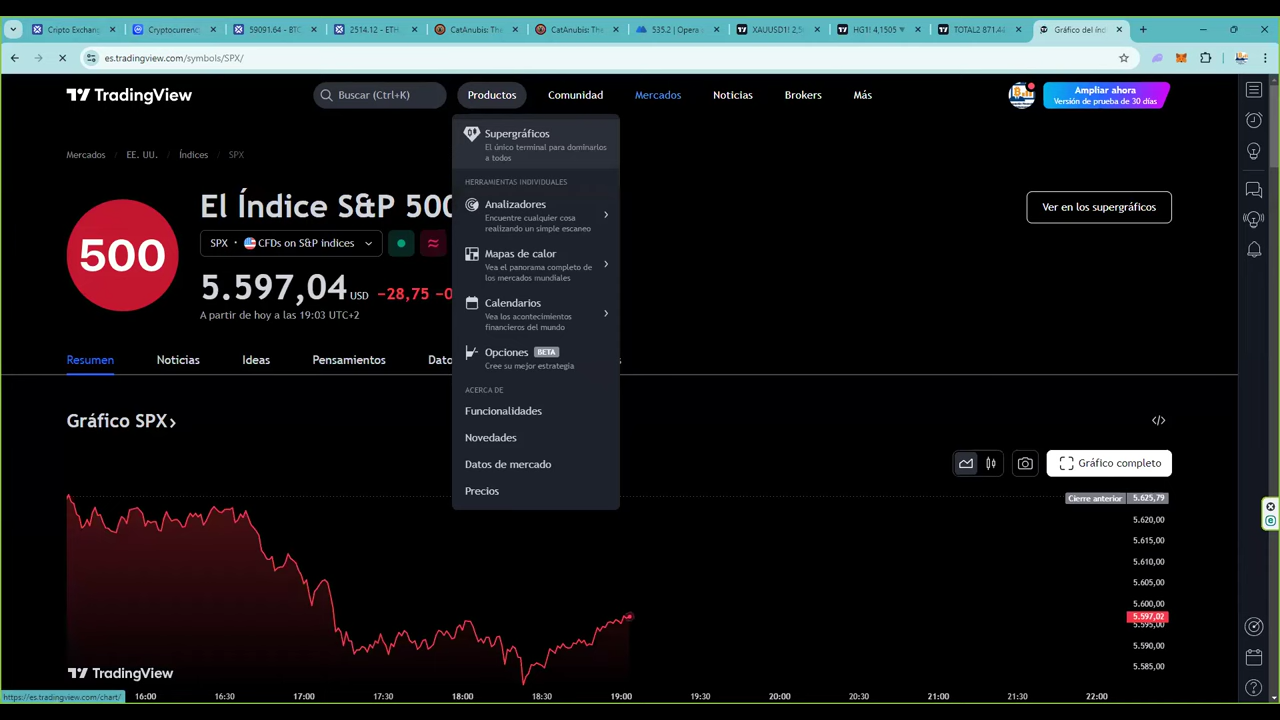 Cripto Exchan
Cryptocurrenc
59091.64 - BTC
2514.12 - ETH
CatAnubis: The
CatAnubis: The
535.2 | Opera c
XAUUSD1! 2,5
HG1! 4,1505
TOTAL2 871.4
Gráfico del índ
es.tradingview.com/symbols/SPX/
TradingView
Buscar (Ctrl+K)
Productos
Comunidad
Mercados
Noticias
Brokers
Más
Ampliar ahora
Versión de prueba de 30 días
Supergráficos
El único terminal para dominarlos
a todos
Mercados
EE. UU.
Índices
SPX
HERRAMIENTAS INDIVIDUALES
Analizadores
Encuentre cualquier cosa
realizando un simple escaneo
El Índice S&P 500
Ver en los supergráficos
500
SPX • CFDs on S&P indices
Mapas de calor
Vea el panorama completo de
los mercados mundiales
5.597,04 USD −28,75
A partir de hoy a las 19:03 UTC+2
Calendarios
Vea los acontecimientos
financieros del mundo
Opciones BETA
Cree su mejor estrategia
Resumen
Noticias
Ideas
Pensamientos
Dato
ACERCA DE
Funcionalidades
Novedades
Datos de mercado
Precios
Gráfico SPX
Gráfico completo
Cierre anterior 5.625,79
5.620,00
5.615,00
5.610,00
5.605,00
5.600,00
5.597,02
5.595,00
5.590,00
5.585,00
TradingView
16:00
16:30
17:00
17:30
18:00
18:30
19:00
19:30
20:00
20:30
21:00
21:30
22:00
https://es.tradingview.com/chart/